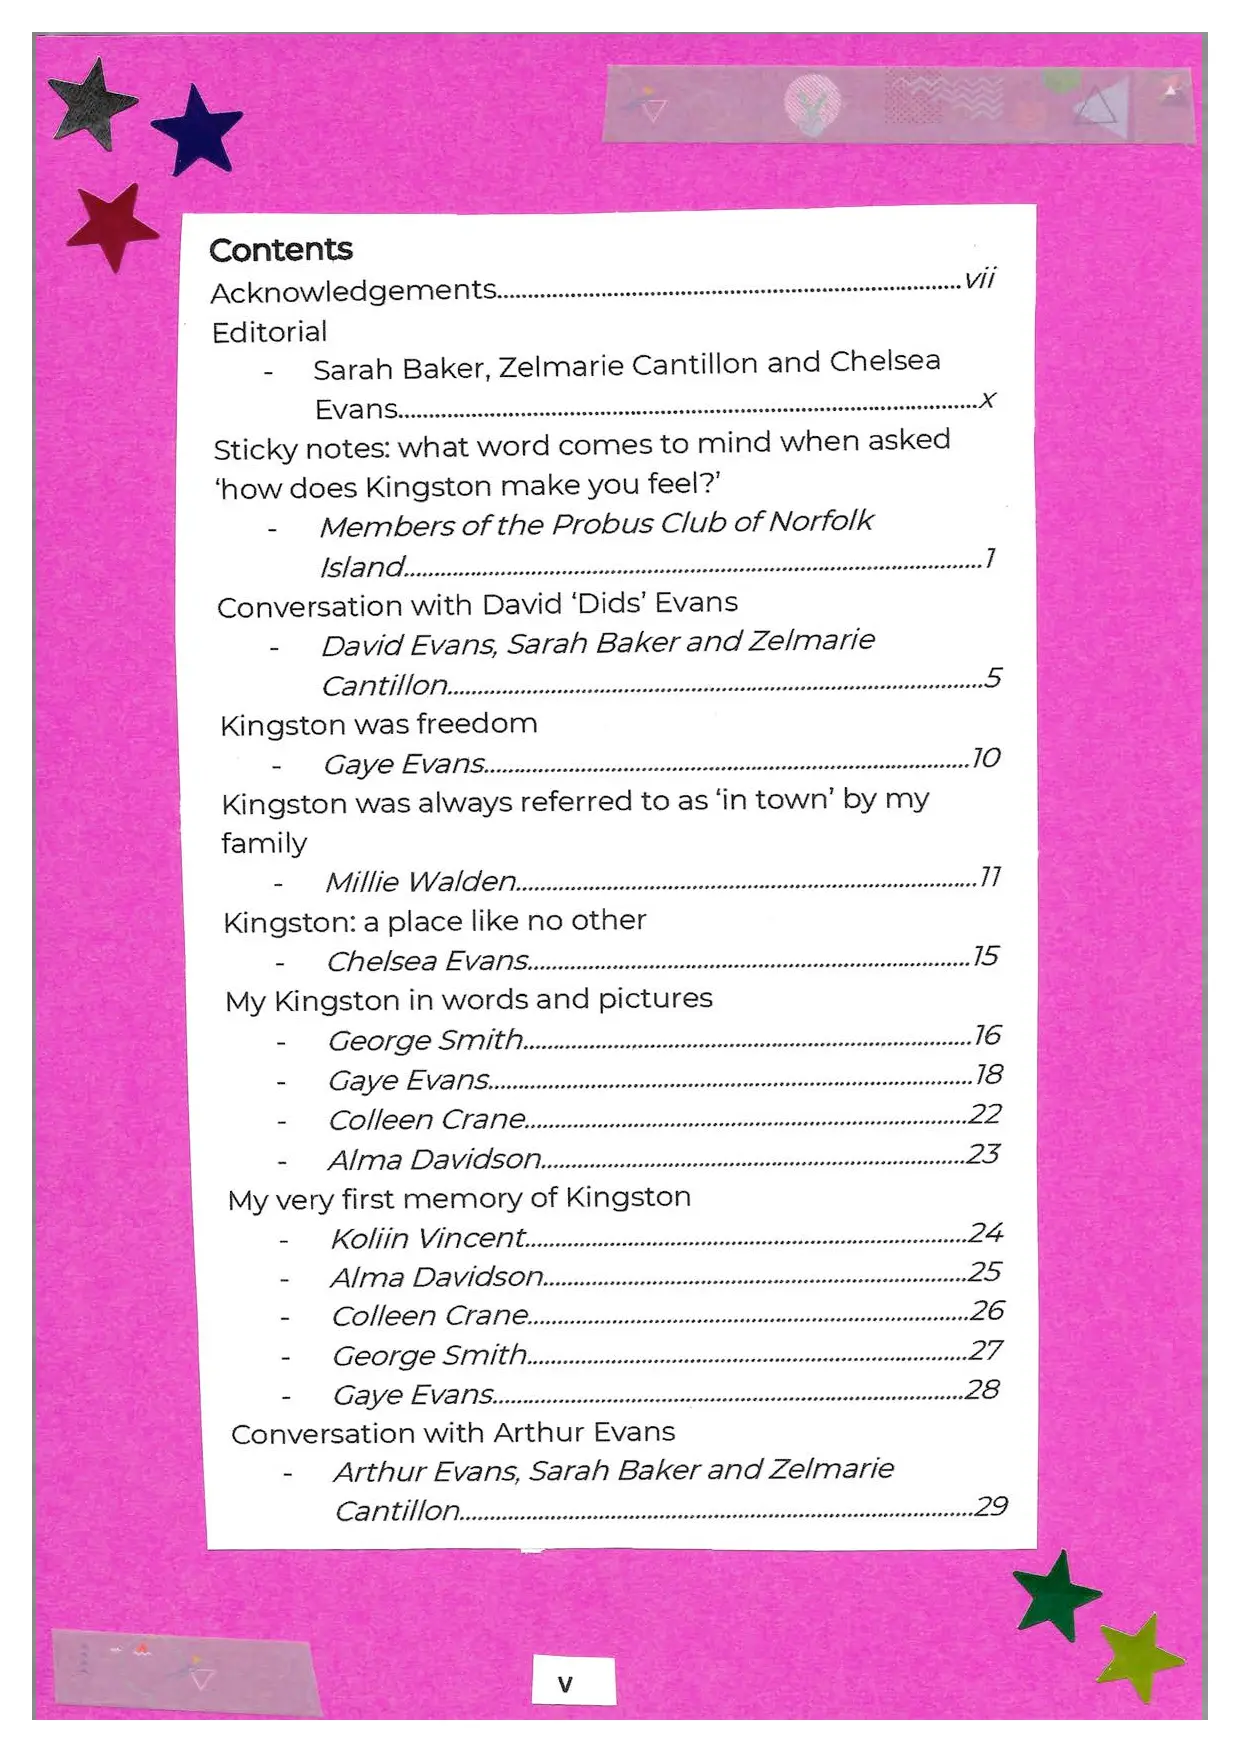 Contents
Acknowledgements..........................................................................vii
Editorial
- Sarah Baker, Zelmarie Cantillon and Chelsea
Evans...........................................................................................x
Sticky notes: what word comes to mind when asked
‘how does Kingston make you feel?’
- Members of the Probus Club of Norfolk
Island...........................................................................................1
Conversation with David ‘Dids’ Evans
- David Evans, Sarah Baker and Zelmarie
Cantillon.....................................................................................5
Kingston was freedom
- Gaye Evans.............................................................................10
Kingston was always referred to as ‘in town’ by my
family
- Millie Walden..........................................................................11
Kingston: a place like no other
- Chelsea Evans......................................................................15
My Kingston in words and pictures
- George Smith.......................................................................16
- Gaye Evans.............................................................................18
- Colleen Crane......................................................................22
- Alma Davidson....................................................................23
My very first memory of Kingston
- Koliin Vincent......................................................................24
- Alma Davidson....................................................................25
- Colleen Crane......................................................................26
- George Smith......................................................................27
- Gaye Evans...........................................................................28
Conversation with Arthur Evans
- Arthur Evans, Sarah Baker and Zelmarie
Cantillon..................................................................................29
v